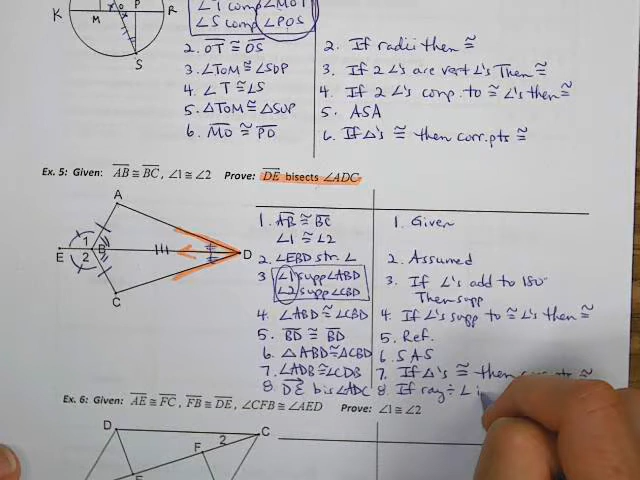 K
M
O
P
R
S
∠T comp ∠MOT
∠S comp ∠POS
2. OT ≅ OS
2. If radii then ≅
3. ∠TOM ≅ ∠SOP
3. If 2 ∠'s are vert ∠'s Then ≅
4. ∠T ≅ ∠S
4. If 2 ∠'s comp. to ≅ ∠'s then ≅
5. △TOM ≅ △SOP
5. ASA
6. MO ≅ PO
6. If △'s ≅ then corr. pts ≅
Ex. 5: Given: AB ≅ BC, ∠1 ≅ ∠2 Prove: DE bisects ∠ADC
A
E
1
2
B
D
C
1. AB ≅ BC
∠1 ≅ ∠2
1. Given
2. ∠EBD str. ∠
2. Assumed
3 ∠1 supp ∠ABD
∠2 supp ∠CBD
3. If ∠'s add to 180°
Then supp
4. ∠ABD ≅ ∠CBD
4. If ∠'s supp to ≅ ∠'s then ≅
5. BD ≅ BD
5. Ref.
6. △ABD ≅ △CBD
6. SAS
7. ∠ADB ≅ ∠CDB
7. If △'s ≅ then corr. pts ≅
8. DE bis ∠ADC
8. If ray ÷ ∠ i
Ex. 6: Given: AE ≅ FC, FB ≅ DE, ∠CFB ≅ ∠AED Prove: ∠1 ≅ ∠2
D
C
F
2
E